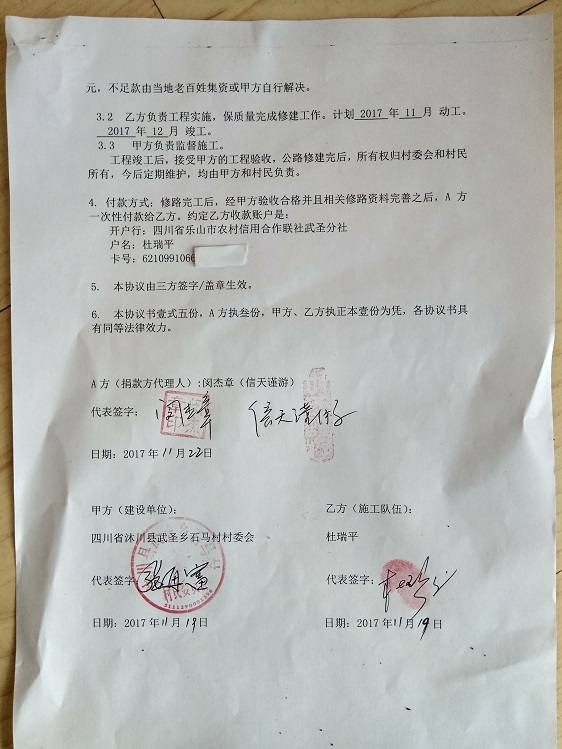 元，不足款由当地老百姓集资或甲方自行解决。
3.2 乙方负责工程实施，保质量完成修建工作。计划 2017 年 11 月 动工。
2017 年 12 月 竣工。
3.3 甲方负责监督施工。
工程竣工后，接受甲方的工程验收，公路修建完后，所有权归村委会和村民
所有，今后定期维护，均由甲方和村民负责。
4. 付款方式：修路完工后，经甲方验收合格并且相关修路资料完善之后，A 方
一次性付款给乙方。约定乙方收款账户是：
开户行：四川省乐山市农村信用合作联社武圣分社
户名：杜瑞平
卡号：6210991066
5. 本协议由三方签字/盖章生效。
6. 本协议书壹式五份，A 方执叁份，甲方、乙方执正本壹份为凭，各协议书具
有同等法律效力。
A 方（捐款方代理人）:闵杰章（信天谨游）
代表签字： 闵杰章 信天谨游
日期：2017 年 11 月 22 日
甲方（建设单位）： 乙方（施工队伍）：
四川省沐川县武圣乡石马村村委会 杜瑞平
代表签字： 代表签字： 杜瑞平
日期：2017 年 11 月 19 日 日期：2017 年 11 月 19 日